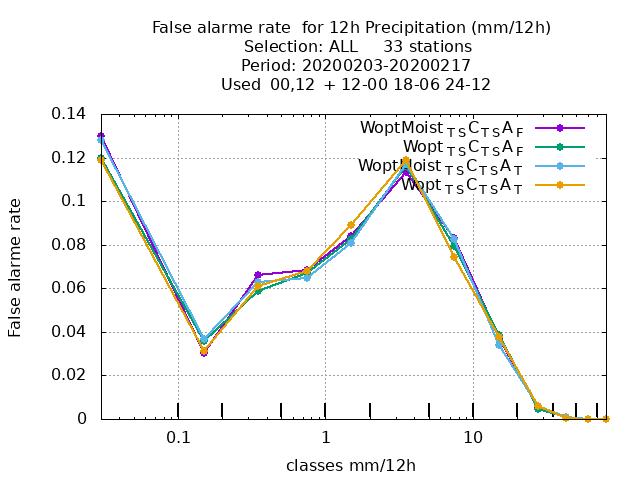 False alarme rate  for 12h Precipitation (mm/12h)
Selection: ALL     33 stations
Period: 20200203-20200217
Used  00,12  + 12-00 18-06 24-12
WoptMoist TS C TS A F
Wopt TS C TS A F
WoptMoist TS C TS A T
Wopt TS C TS A T
False alarme rate
0.14
0.12
0.1
0.08
0.06
0.04
0.02
0
0.1 1 10
classes mm/12h